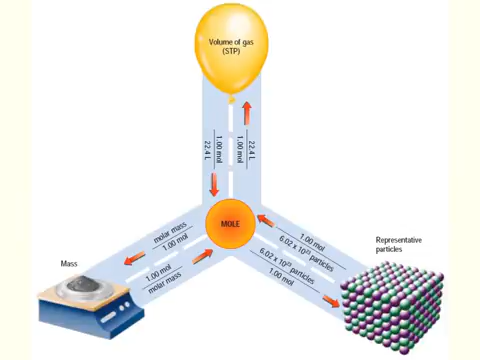 Volume of gas
(STP)
1.00 mol
22.4 L
22.4 L
1.00 mol
MOLE
molar mass
1.00 mol
1.00 mol
molar mass
1.00 mol
6.02 x 10²³ particles
6.02 x 10²³ particles
1.00 mol
Mass
Representative
particles